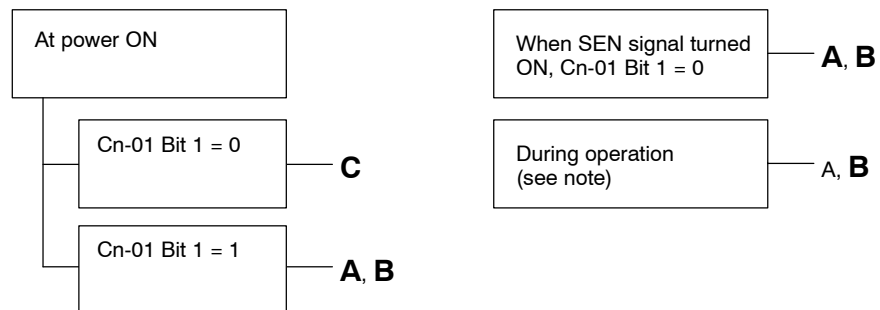 At power ON
Cn-01 Bit 1 = 0
C
Cn-01 Bit 1 = 1
A, B
When SEN signal turned
ON, Cn-01 Bit 1 = 0
A, B
During operation
(see note)
A, B